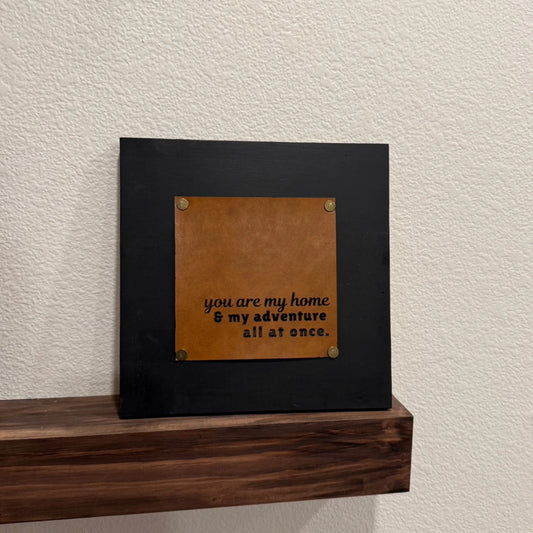 you are my home
& my adventure
all at once.